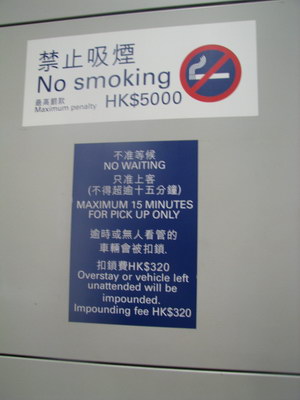 禁止吸煙
No smoking
最高罰款
Maximum penalty HK$5000
不准等候
NO WAITING
只准上客
(不得超逾十五分鐘)
MAXIMUM 15 MINUTES
FOR PICK UP ONLY
逾時或無人看管的
車輛會被扣鎖.
扣鎖費HK$320
Overstay or vehicle left
unattended will be
impounded.
Impounding fee HK$320